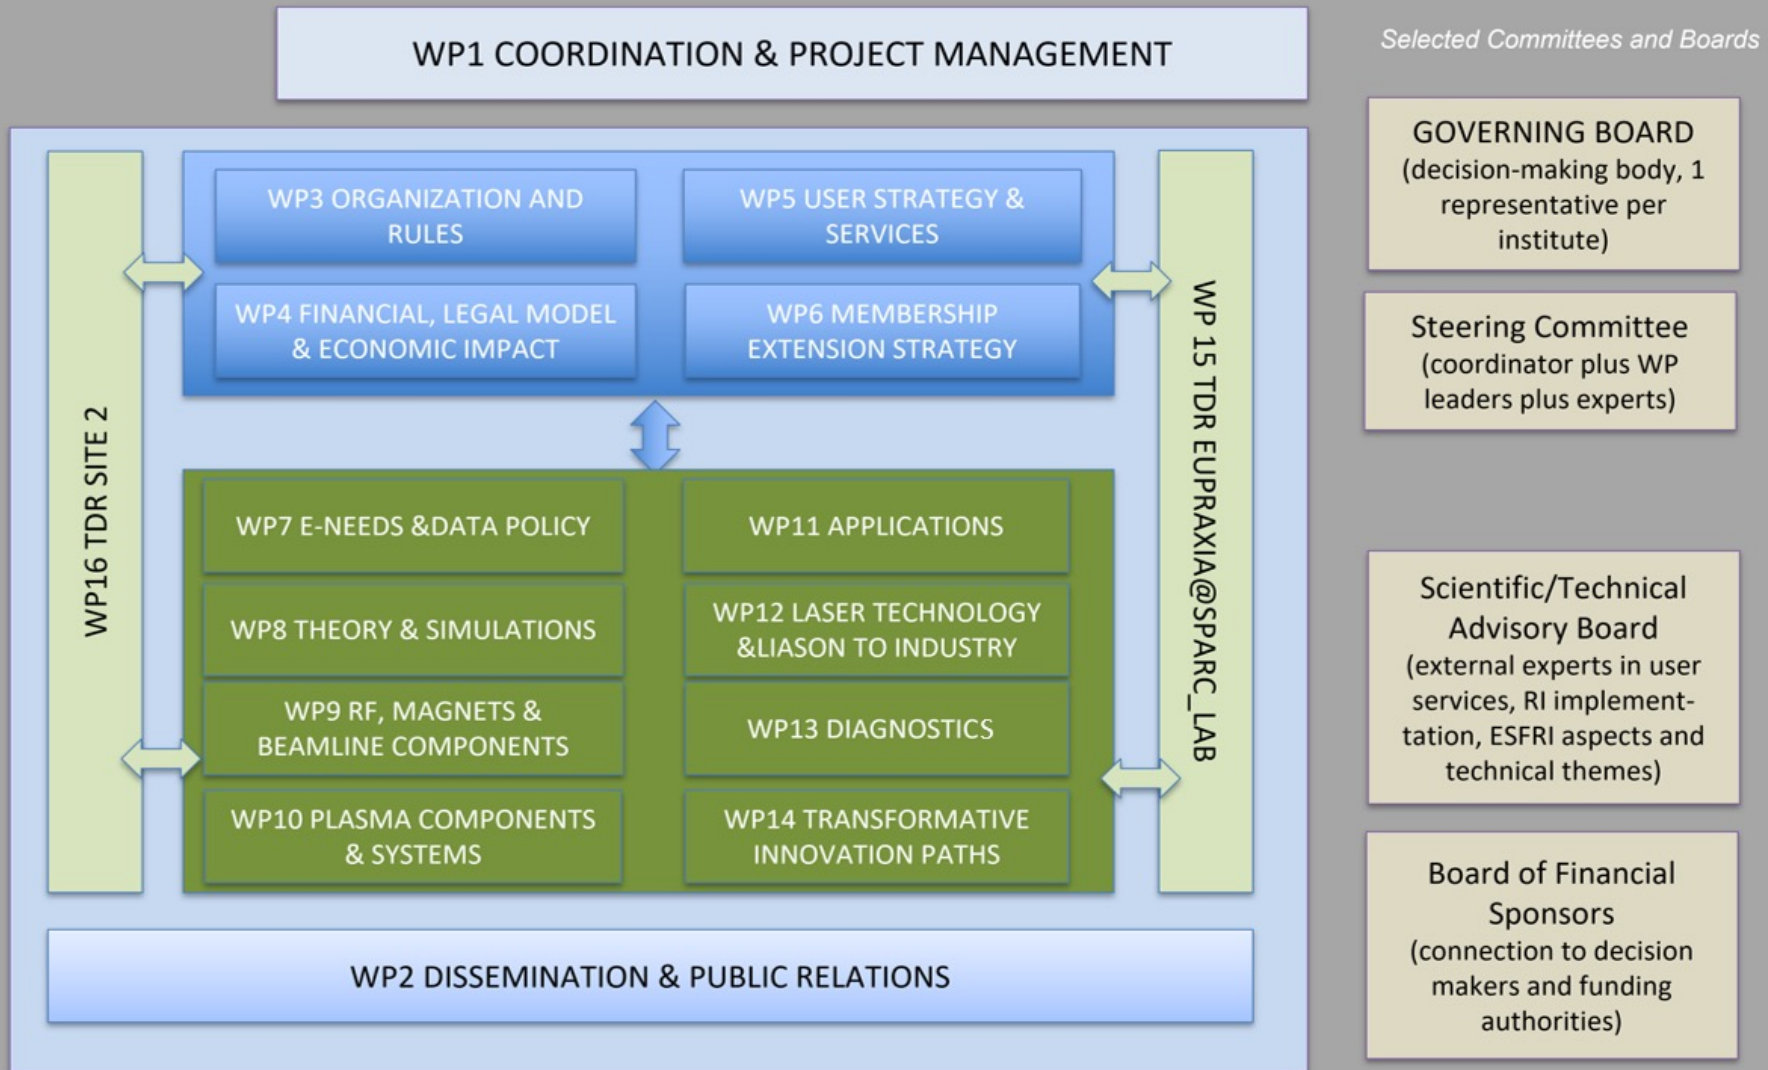 WP1 COORDINATION & PROJECT MANAGEMENT
Selected Committees and Boards
WP16 TDR SITE 2
WP3 ORGANIZATION AND
RULES
WP5 USER STRATEGY &
SERVICES
WP4 FINANCIAL, LEGAL MODEL
& ECONOMIC IMPACT
WP6 MEMBERSHIP
EXTENSION STRATEGY
WP7 E-NEEDS &DATA POLICY
WP11 APPLICATIONS
WP8 THEORY & SIMULATIONS
WP12 LASER TECHNOLOGY
&LIASON TO INDUSTRY
WP9 RF, MAGNETS &
BEAMLINE COMPONENTS
WP13 DIAGNOSTICS
WP10 PLASMA COMPONENTS
& SYSTEMS
WP14 TRANSFORMATIVE
INNOVATION PATHS
WP 15 TDR EUPRAXIA@SPARC_LAB
WP2 DISSEMINATION & PUBLIC RELATIONS
GOVERNING BOARD
(decision-making body, 1
representative per
institute)
Steering Committee
(coordinator plus WP
leaders plus experts)
Scientific/Technical
Advisory Board
(external experts in user
services, RI implemen-
tation, ESFRI aspects and
technical themes)
Board of Financial
Sponsors
(connection to decision
makers and funding
authorities)